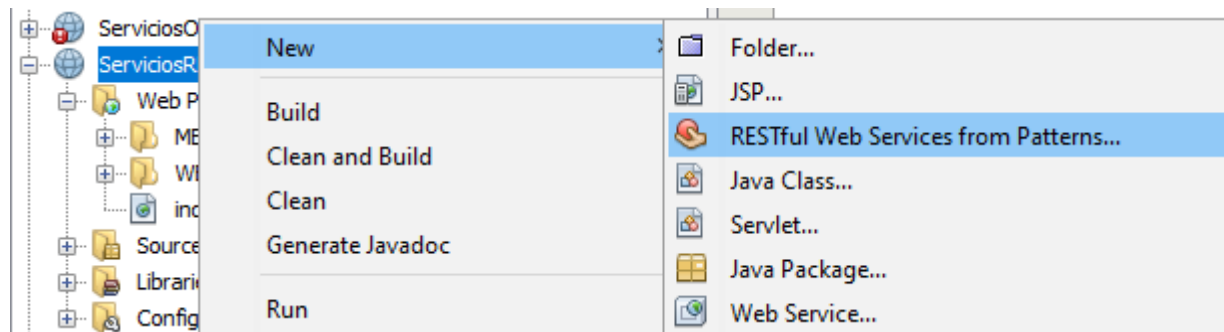 ServiciosO
ServiciosR
Web P
ME
WE
inc
Source
Librari
Config
New
Build
Clean and Build
Clean
Generate Javadoc
Run
Folder...
JSP...
RESTful Web Services from Patterns...
Java Class...
Servlet...
Java Package...
Web Service...